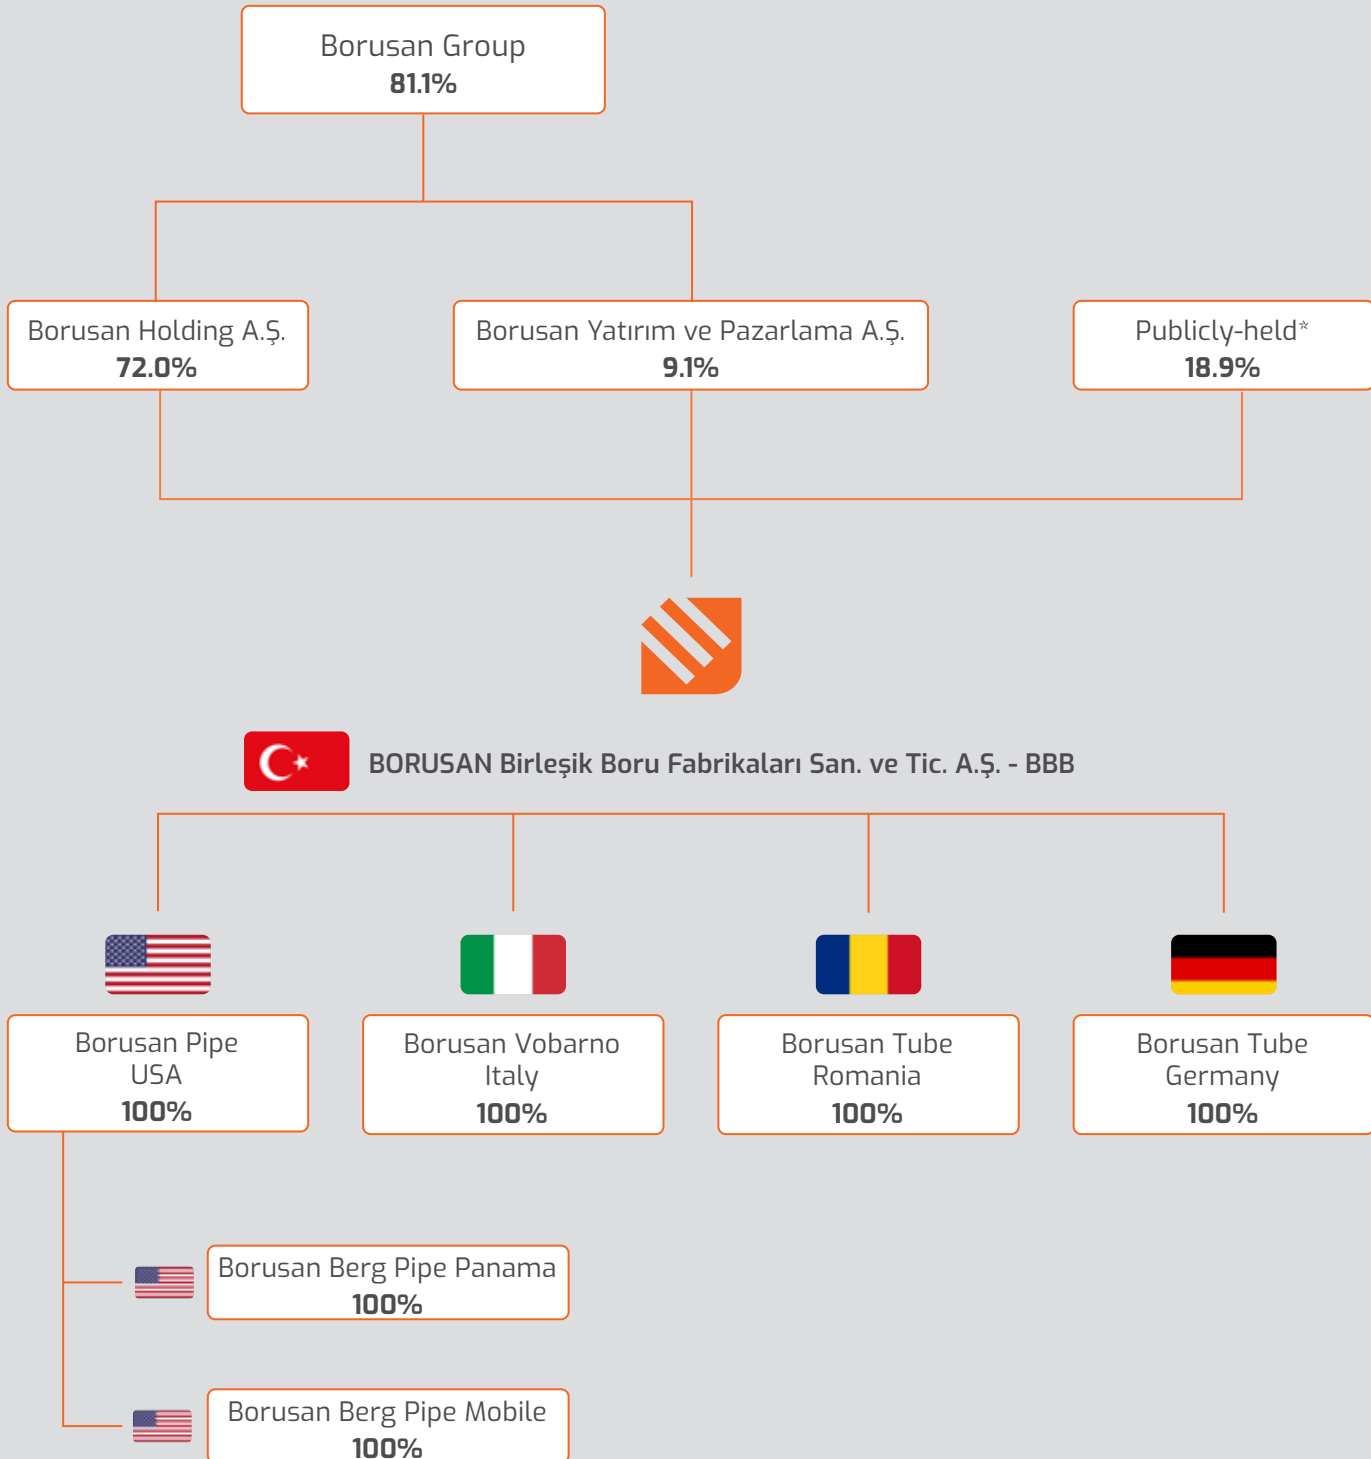 Borusan Group
81.1%
Borusan Holding A.Ş.
72.0%
Borusan Yatırım ve Pazarlama A.Ş.
9.1%
Publicly-held*
18.9%
BORUSAN Birleşik Boru Fabrikaları San. ve Tic. A.Ş. - BBB
Borusan Pipe
USA
100%
Borusan Vobarno
Italy
100%
Borusan Tube
Romania
100%
Borusan Tube
Germany
100%
Borusan Berg Pipe Panama
100%
Borusan Berg Pipe Mobile
100%